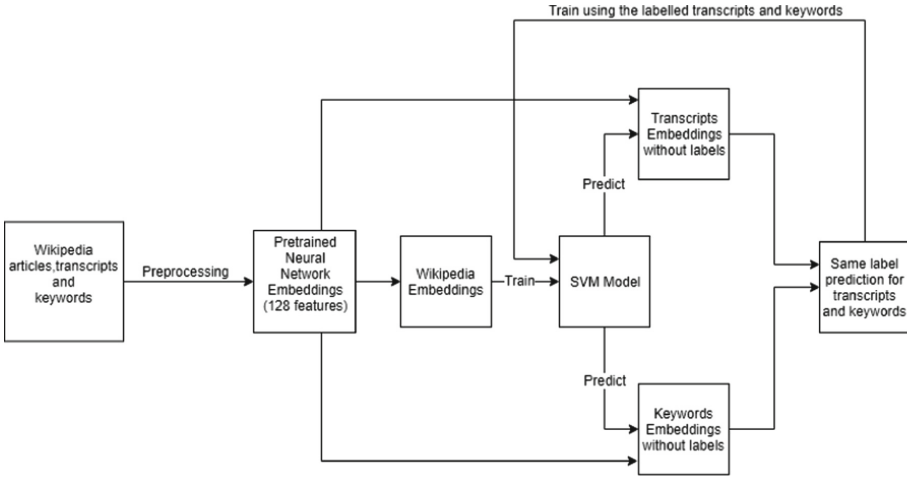 Train using the labelled transcripts and keywords
Transcripts
Embeddings
without labels
Predict
Wikipedia
articles,transcripts
and
keywords
Preprocessing
Pretrained
Neural
Network
Embeddings
(128 features)
Wikipedia
Embeddings
Train
SVM Model
Same label
prediction for
transcripts
and keywords
Predict
Keywords
Embeddings
without labels